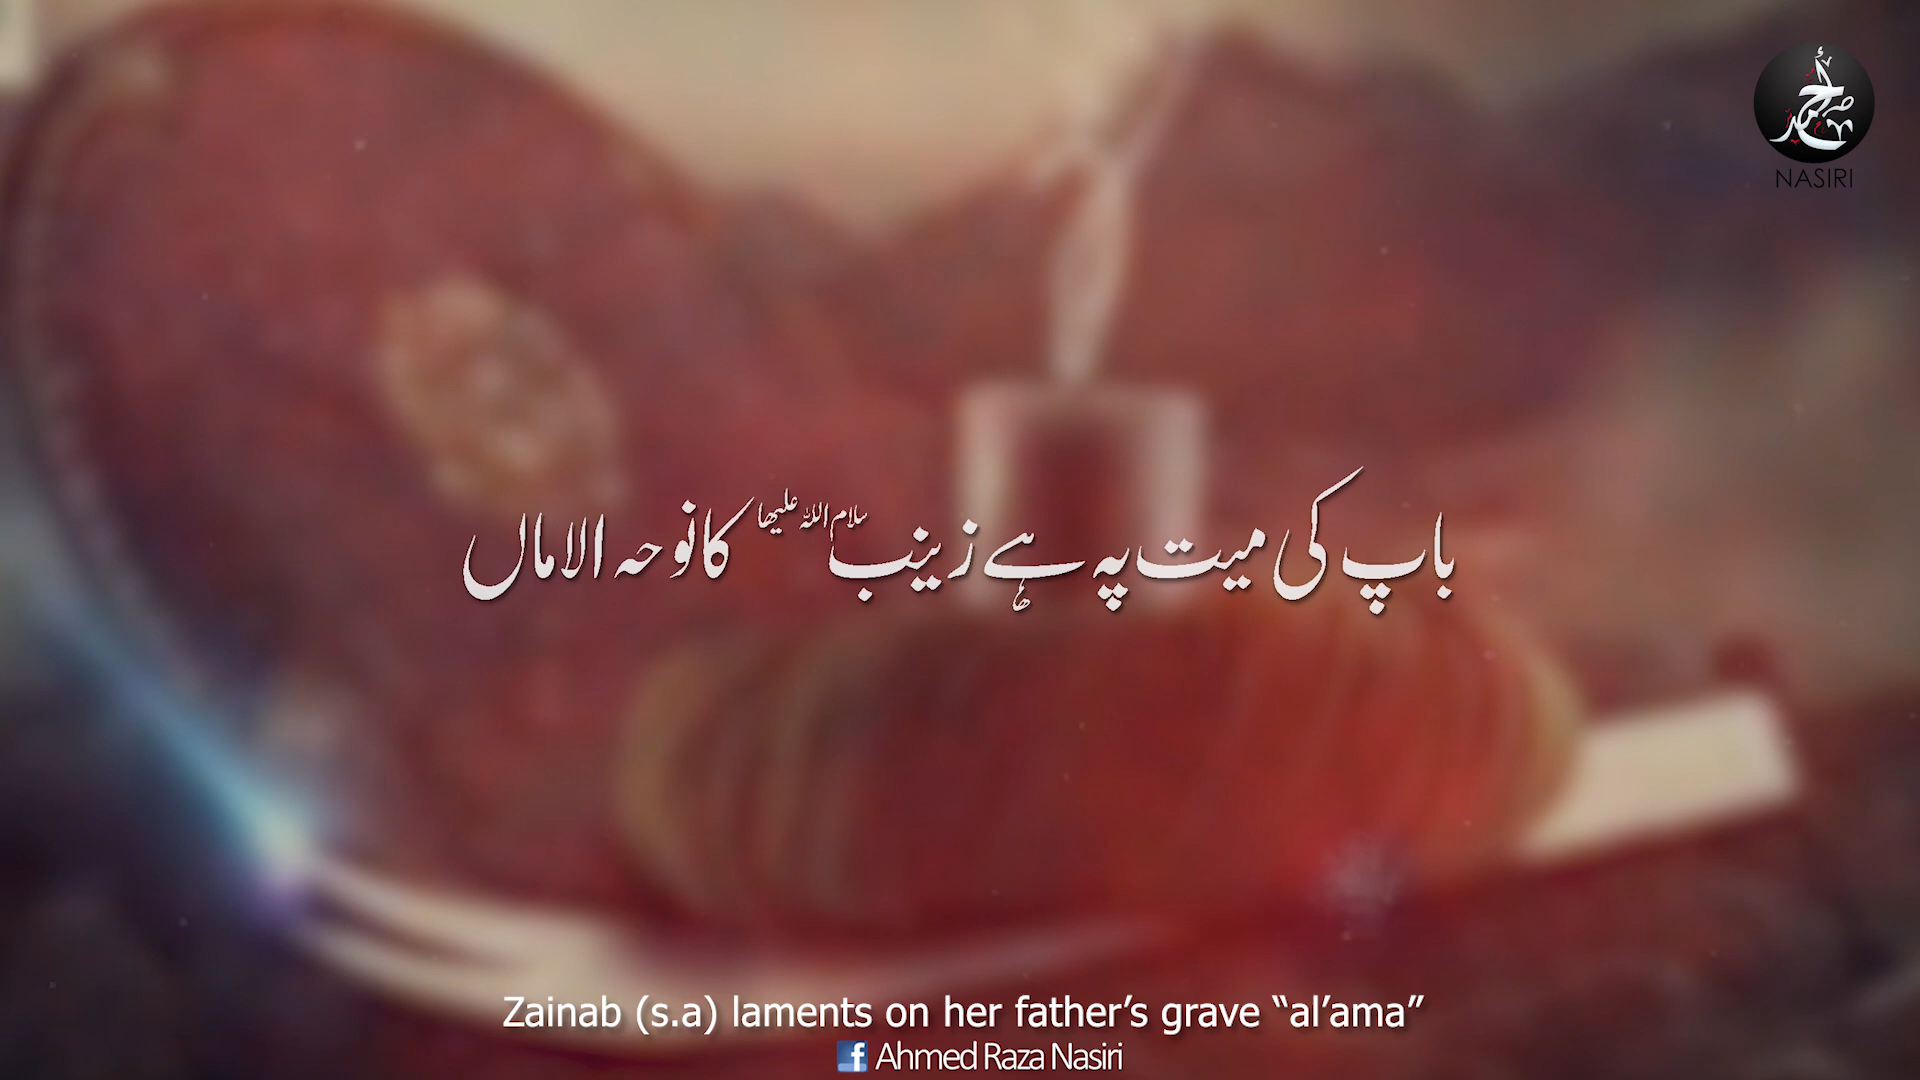 NASIRI
باپ کی میت پہ ہے زینب سلام اللہ علیھا کا نوحہ الاماں
Zainab (s.a) laments on her father’s grave “al’ama”
Ahmed Raza Nasiri